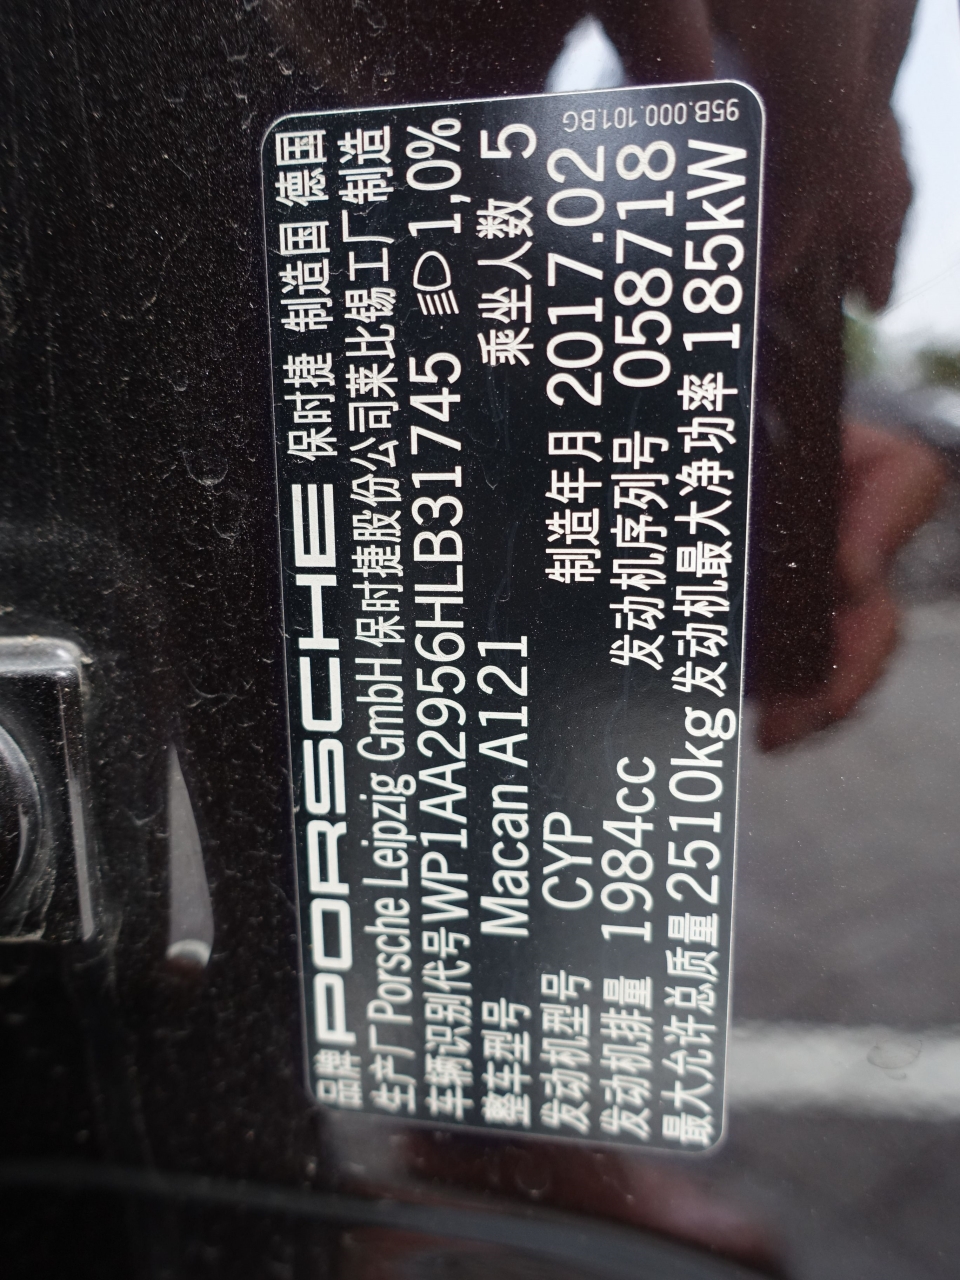 品牌 PORSCHE 保时捷 制造国 德国
生产厂 Porsche Leipzig GmbH 保时捷股份公司莱比锡工厂制造
车辆识别代号 WP1AA2956HLB31745 1,0%
整车型号 Macan A121 乘坐人数 5
发动机型号 CYP 制造年月 2017.02
发动机排量 1984cc 发动机序列号 058718
最大允许总质量 2510kg 发动机最大净功率 185kW
95B.000.101.BG